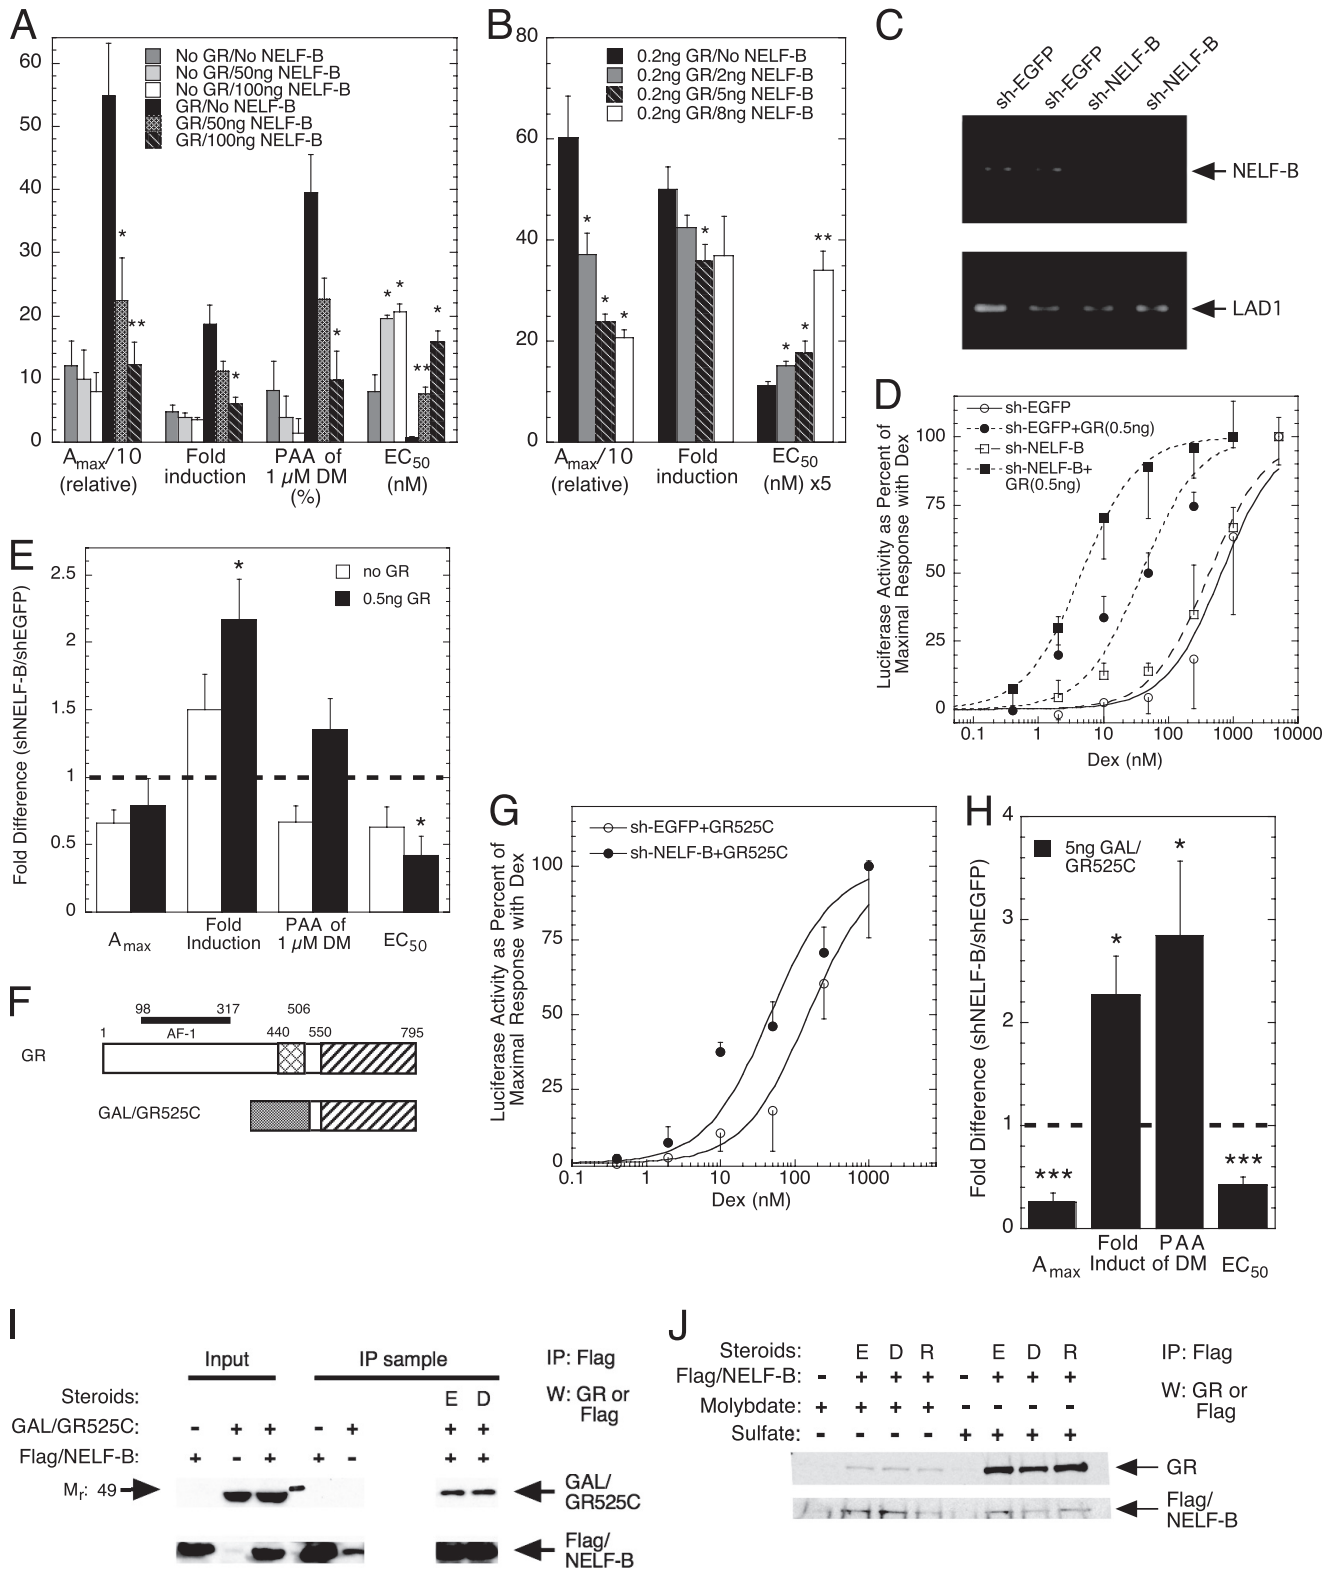 A
60
50
40
30
20
10
0
No GR/No NELF-B
No GR/50ng NELF-B
No GR/100ng NELF-B
GR/No NELF-B
GR/50ng NELF-B
GR/100ng NELF-B
*
**
*
*
* *
**
*
Amax/10 (relative)
Fold induction
PAA of 1 µM DM (%)
EC50 (nM)
B
80
60
40
20
0
0.2ng GR/No NELF-B
0.2ng GR/2ng NELF-B
0.2ng GR/5ng NELF-B
0.2ng GR/8ng NELF-B
*
*
*
*
*
*
**
Amax/10 (relative)
Fold induction
EC50 (nM) x5
C
sh-EGFP
sh-EGFP
sh-NELF-B
sh-NELF-B
NELF-B
LAD1
D
Luciferase Activity as Percent of
Maximal Response with Dex
100
75
50
25
0
sh-EGFP
sh-EGFP+GR(0.5ng)
sh-NELF-B
sh-NELF-B+
GR(0.5ng)
0.1 1 10 100 1000 10000
Dex (nM)
E
Fold Difference (shNELF-B/shEGFP)
2.5
2
1.5
1
0.5
0
no GR
0.5ng GR
*
*
Amax
Fold Induction
PAA of 1 µM DM
EC50
F
98 317 506
1 AF-1 440 550 795
GR
GAL/GR525C
G
Luciferase Activity as Percent of
Maximal Response with Dex
100
75
50
25
0
sh-EGFP+GR525C
sh-NELF-B+GR525C
0.1 1 10 100 1000
Dex (nM)
H
Fold Difference (shNELF-B/shEGFP)
4
3
2
1
0
5ng GAL/
GR525C
***
*
*
***
Amax
Fold Induct
PAA of DM
EC50
I
Input IP sample IP: Flag
Steroids: E D W: GR or
Flag
GAL/GR525C: - + + - + + +
Flag/NELF-B: + - + + - + +
Mr: 49
GAL/
GR525C
Flag/
NELF-B
J
Steroids: E D R E D R IP: Flag
Flag/NELF-B: - + + + - + + + W: GR or
Flag
Molybdate: + + + + - - - -
Sulfate: - - - - + + + +
GR
Flag/
NELF-B